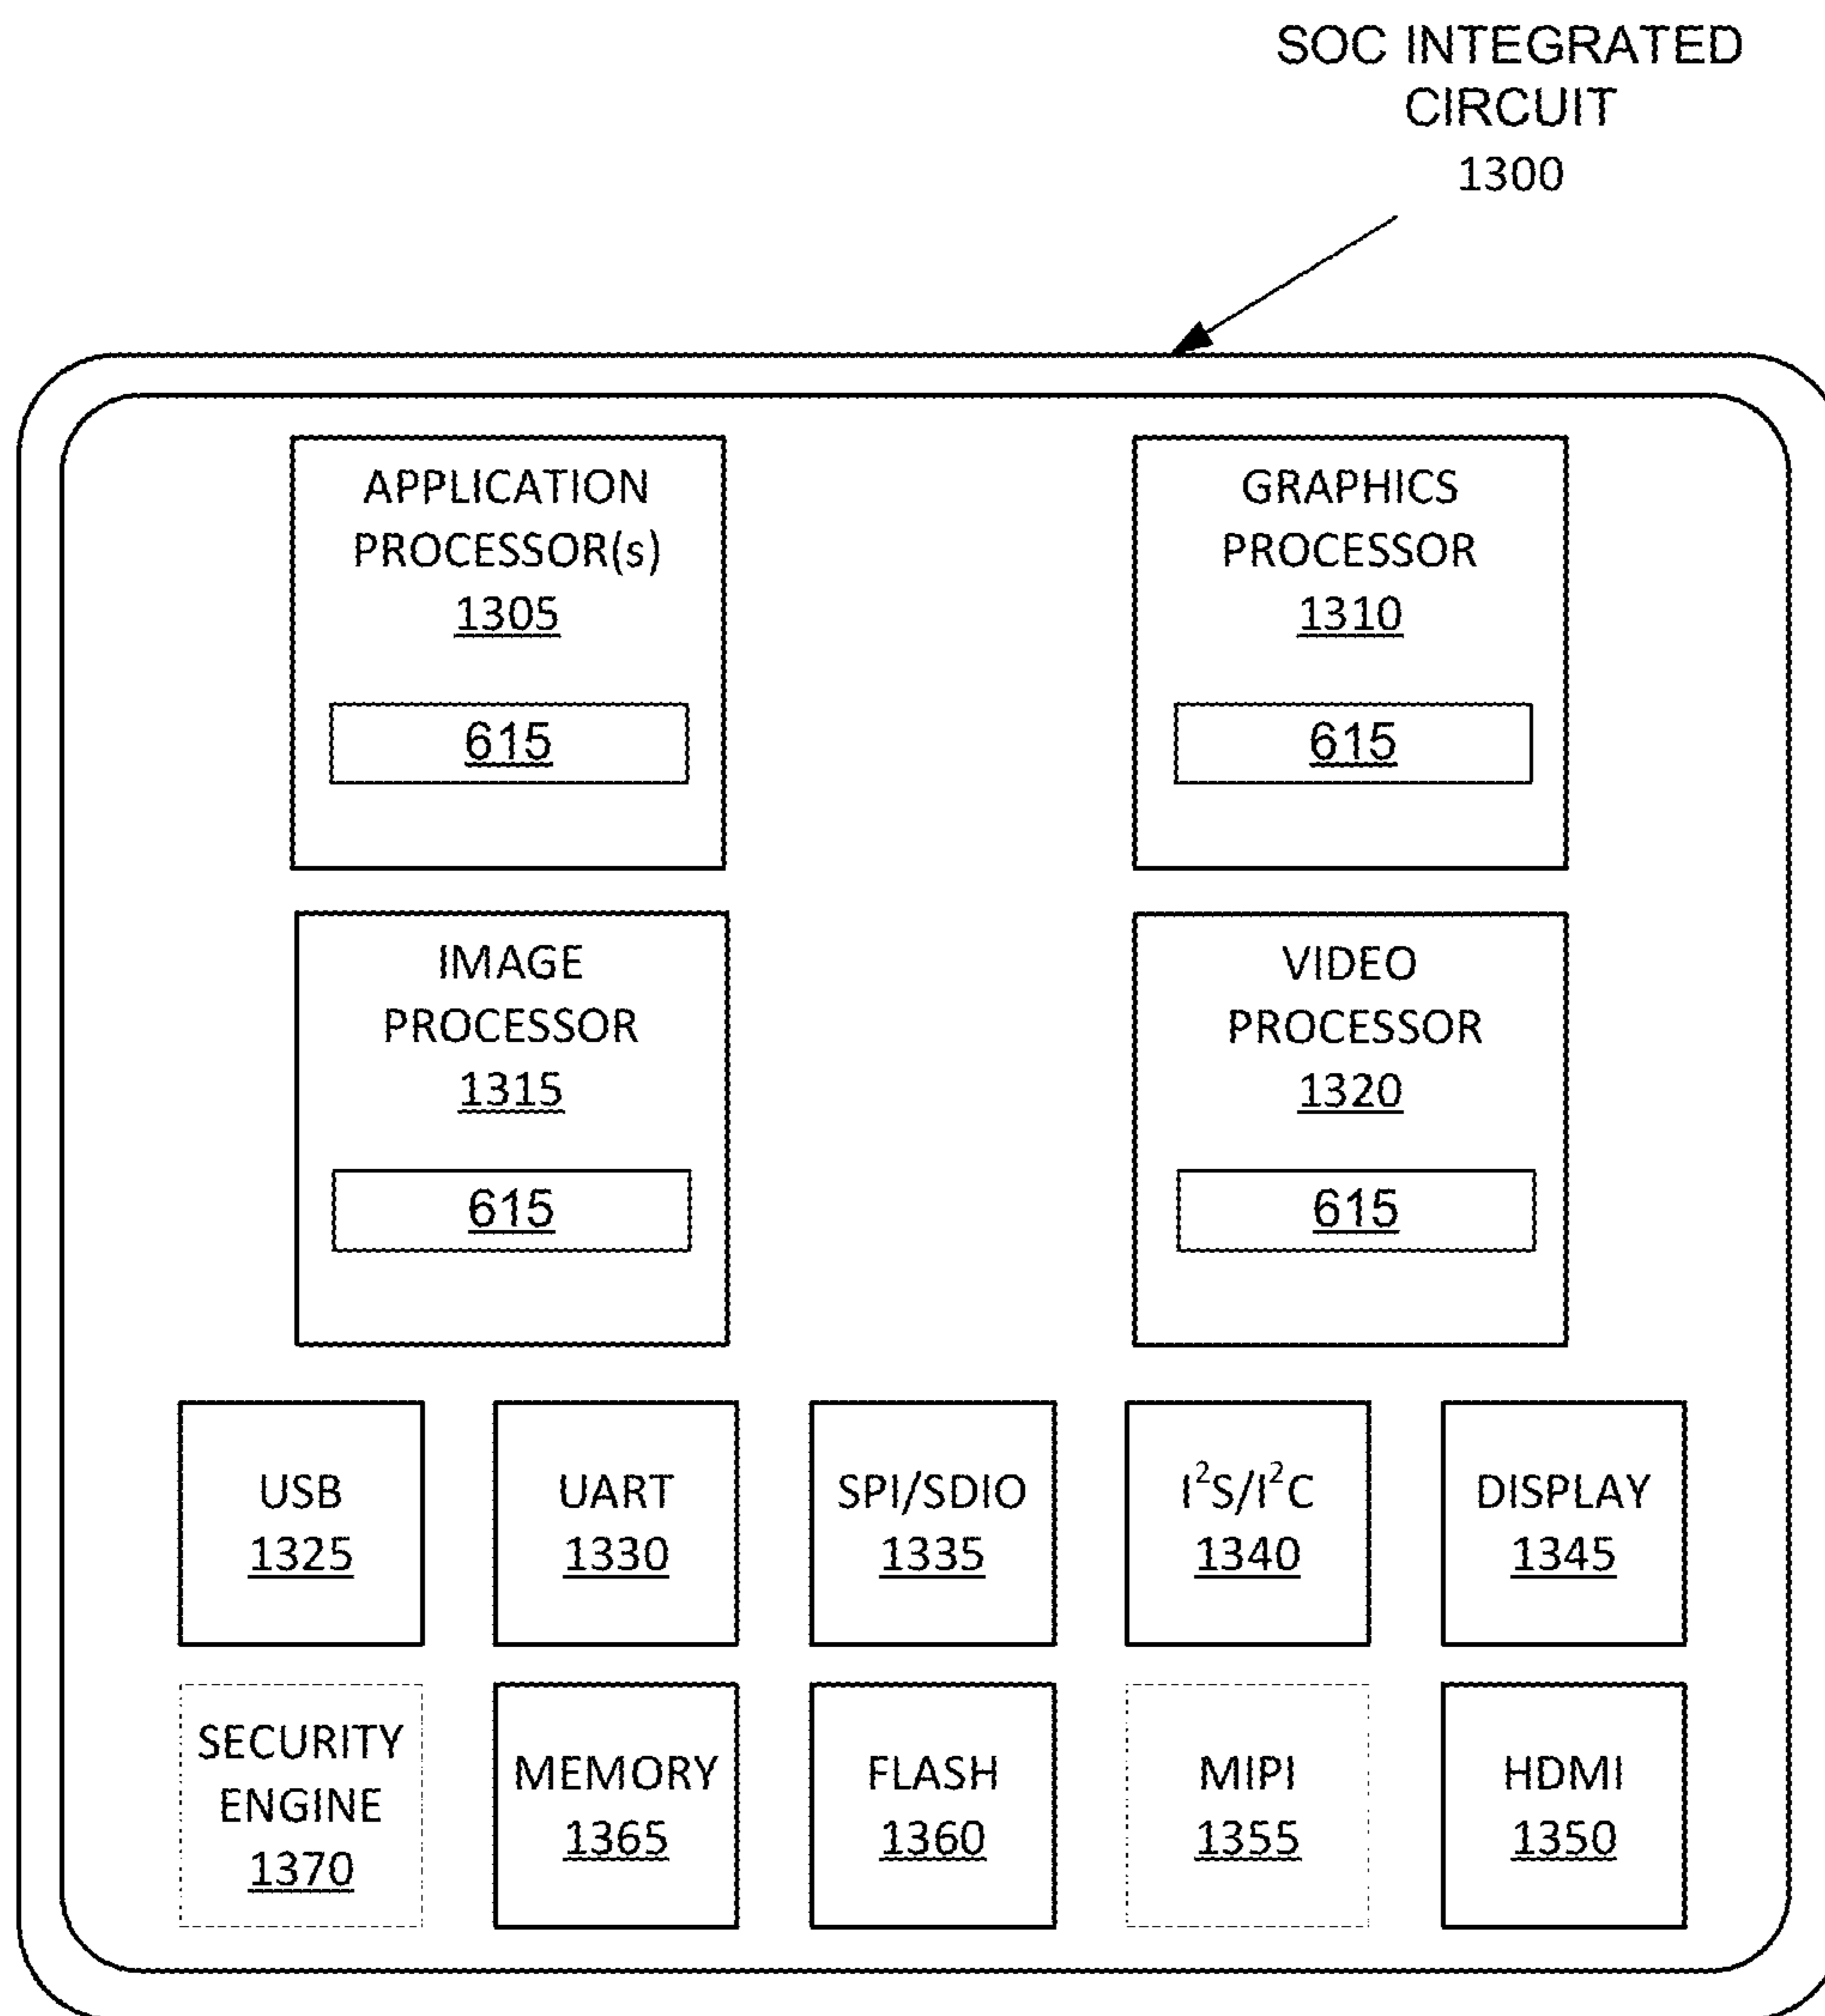 SOC INTEGRATED
CIRCUIT
1300
APPLICATION
PROCESSOR(s)
1305
615
GRAPHICS
PROCESSOR
1310
615
IMAGE
PROCESSOR
1315
615
VIDEO
PROCESSOR
1320
615
USB
1325
UART
1330
SPI/SDIO
1335
I²S/I²C
1340
DISPLAY
1345
SECURITY
ENGINE
1370
MEMORY
1365
FLASH
1360
MIPI
1355
HDMI
1350